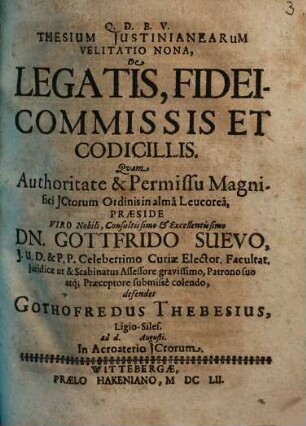 3
Q. D. B. V.
THESIUM JUSTINIANEARuM
VELITATIO NONA,
De
LEGATIS, FIDEI-
COMMISSIS ET
CODICILLIS.
Quam
Authoritate & Permissu Magni-
fici JCtorum Ordinis in almâ Leucoreâ,
PRÆSIDE
VIRO Nobili, Consultissimo & Excellentissimo
DN. GOTTFRIDO SUEVO,
J. U. D. & P. P. Celeberrimo Curiæ Elector. Facultat.
Juridicæ ut & Scabinatus Assessore gravissimo, Patrono suo
atq; Præceptore submissè colendo,
defendet
GOTHOFREDUS THEBESIUS,
Ligio-Siles.
ad d. Augusti.
In Acroaterio JCtorum.
WITTEBERGÆ,
PRÆLO HAKENIANO, M DC LII.